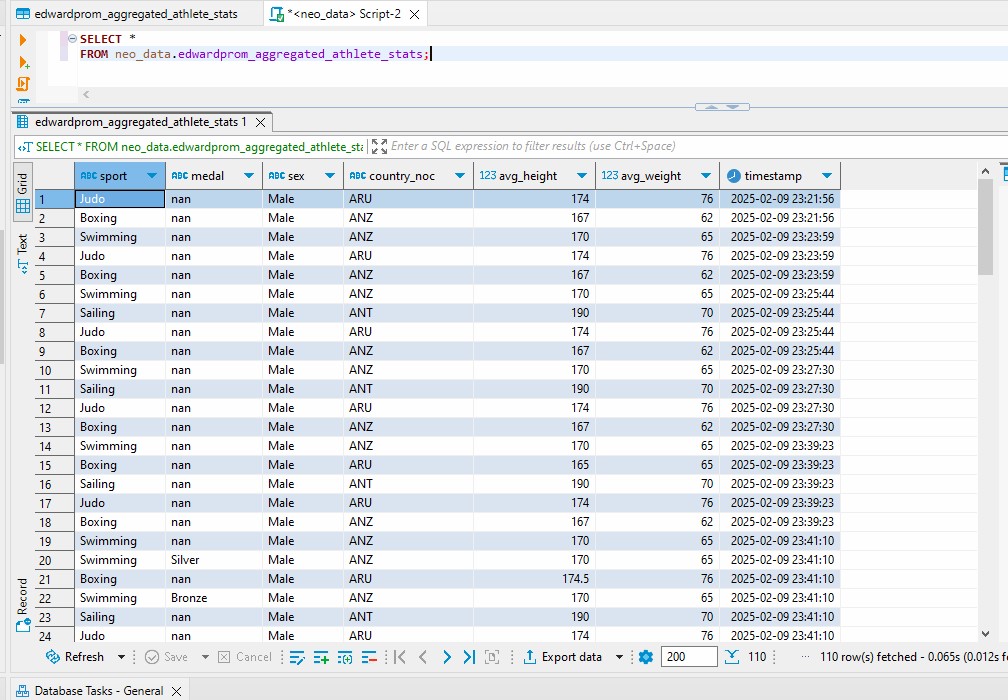 edwardprom_aggregated_athlete_stats *<neo_data> Script-2
SELECT *
FROM neo_data.edwardprom_aggregated_athlete_stats;
edwardprom_aggregated_athlete_stats 1
SELECT * FROM neo_data.edwardprom_aggregated_athlete_sta Enter a SQL expression to filter results (use Ctrl+Space)
Grid
Text
Record
ABC sport ABC medal ABC sex ABC country_noc 123 avg_height 123 avg_weight timestamp
1 Judo nan Male ARU 174 76 2025-02-09 23:21:56
2 Boxing nan Male ANZ 167 62 2025-02-09 23:21:56
3 Swimming nan Male ANZ 170 65 2025-02-09 23:23:59
4 Judo nan Male ARU 174 76 2025-02-09 23:23:59
5 Boxing nan Male ANZ 167 62 2025-02-09 23:23:59
6 Swimming nan Male ANZ 170 65 2025-02-09 23:25:44
7 Sailing nan Male ANT 190 70 2025-02-09 23:25:44
8 Judo nan Male ARU 174 76 2025-02-09 23:25:44
9 Boxing nan Male ANZ 167 62 2025-02-09 23:25:44
10 Swimming nan Male ANZ 170 65 2025-02-09 23:27:30
11 Sailing nan Male ANT 190 70 2025-02-09 23:27:30
12 Judo nan Male ARU 174 76 2025-02-09 23:27:30
13 Boxing nan Male ANZ 167 62 2025-02-09 23:27:30
14 Swimming nan Male ANZ 170 65 2025-02-09 23:39:23
15 Boxing nan Male ARU 165 65 2025-02-09 23:39:23
16 Sailing nan Male ANT 190 70 2025-02-09 23:39:23
17 Judo nan Male ARU 174 76 2025-02-09 23:39:23
18 Boxing nan Male ANZ 167 62 2025-02-09 23:39:23
19 Swimming nan Male ANZ 170 65 2025-02-09 23:41:10
20 Swimming Silver Male ANZ 170 65 2025-02-09 23:41:10
21 Boxing nan Male ARU 174.5 76 2025-02-09 23:41:10
22 Swimming Bronze Male ANZ 170 65 2025-02-09 23:41:10
23 Sailing nan Male ANT 190 70 2025-02-09 23:41:10
24 Judo nan Male ARU 174 76 2025-02-09 23:41:10
Refresh Save Cancel Export data 200 110 ... 110 row(s) fetched - 0.065s (0.012s fe
Database Tasks - General